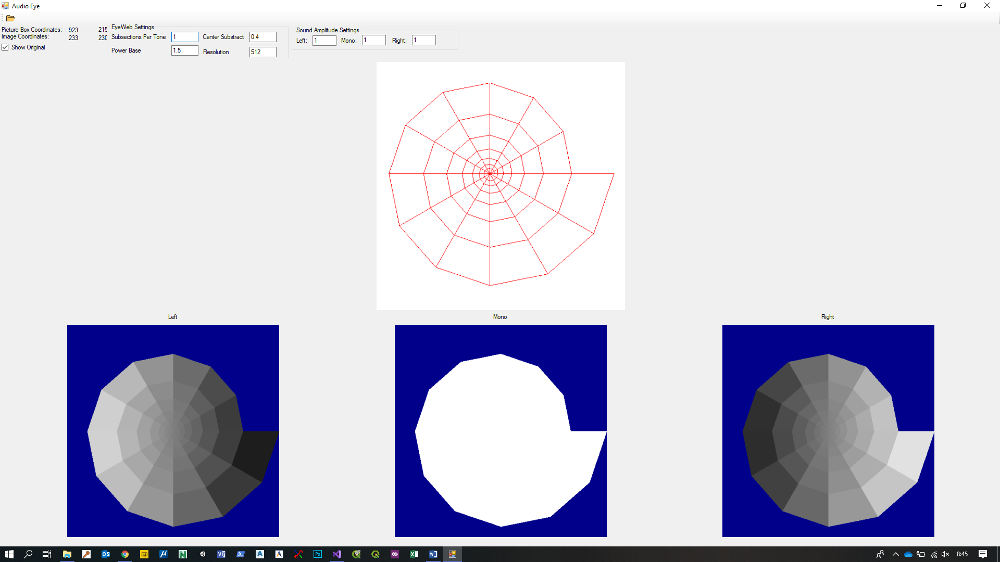 Audio Eye
Picture Box Coordinates: 923 215
Image Coordinates: 233 230
Show Original
EyeWeb Settings
Subsections Per Tone 1 Center Substract 0.4
Power Base 1.5 Resolution 512
Sound Amplitude Settings
Left: 1 Mono: 1 Right: 1
Left Mono Right
8:45